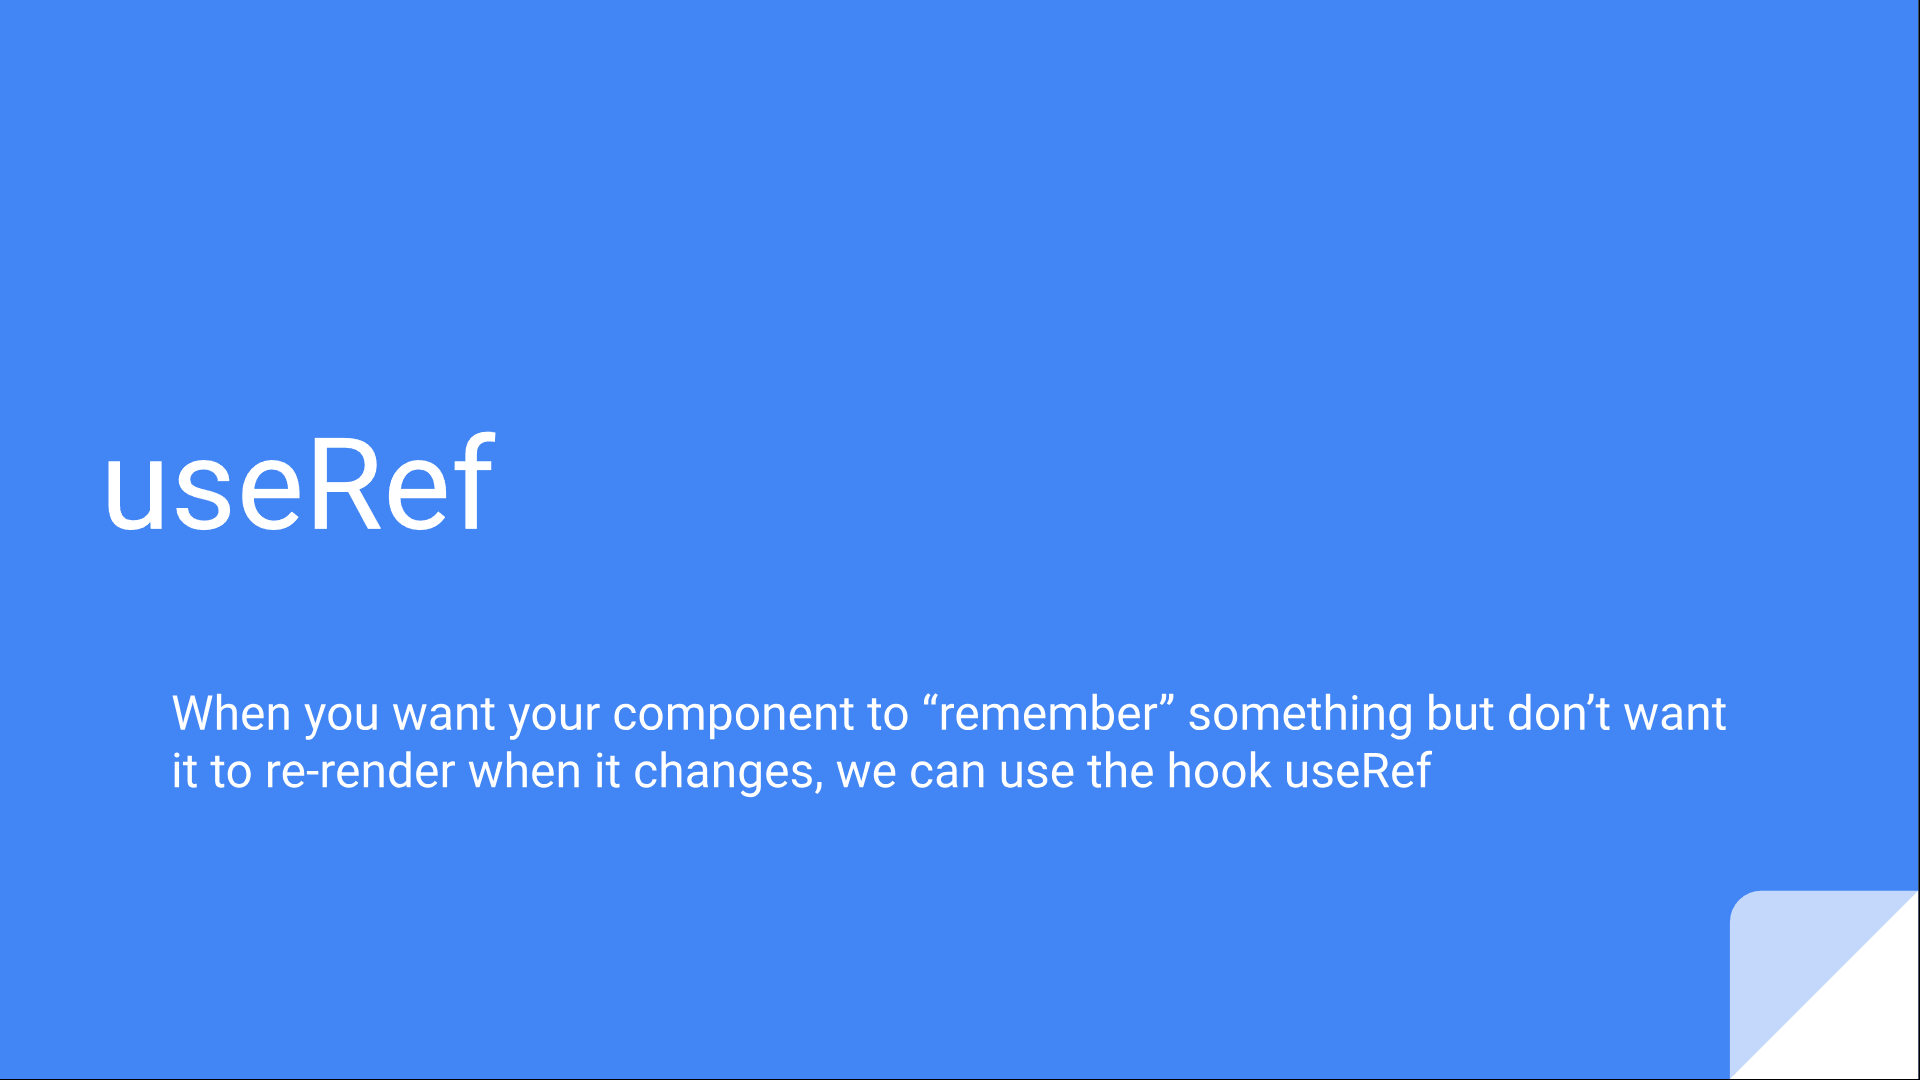 useRef
When you want your component to “remember” something but don’t want
it to re-render when it changes, we can use the hook useRef